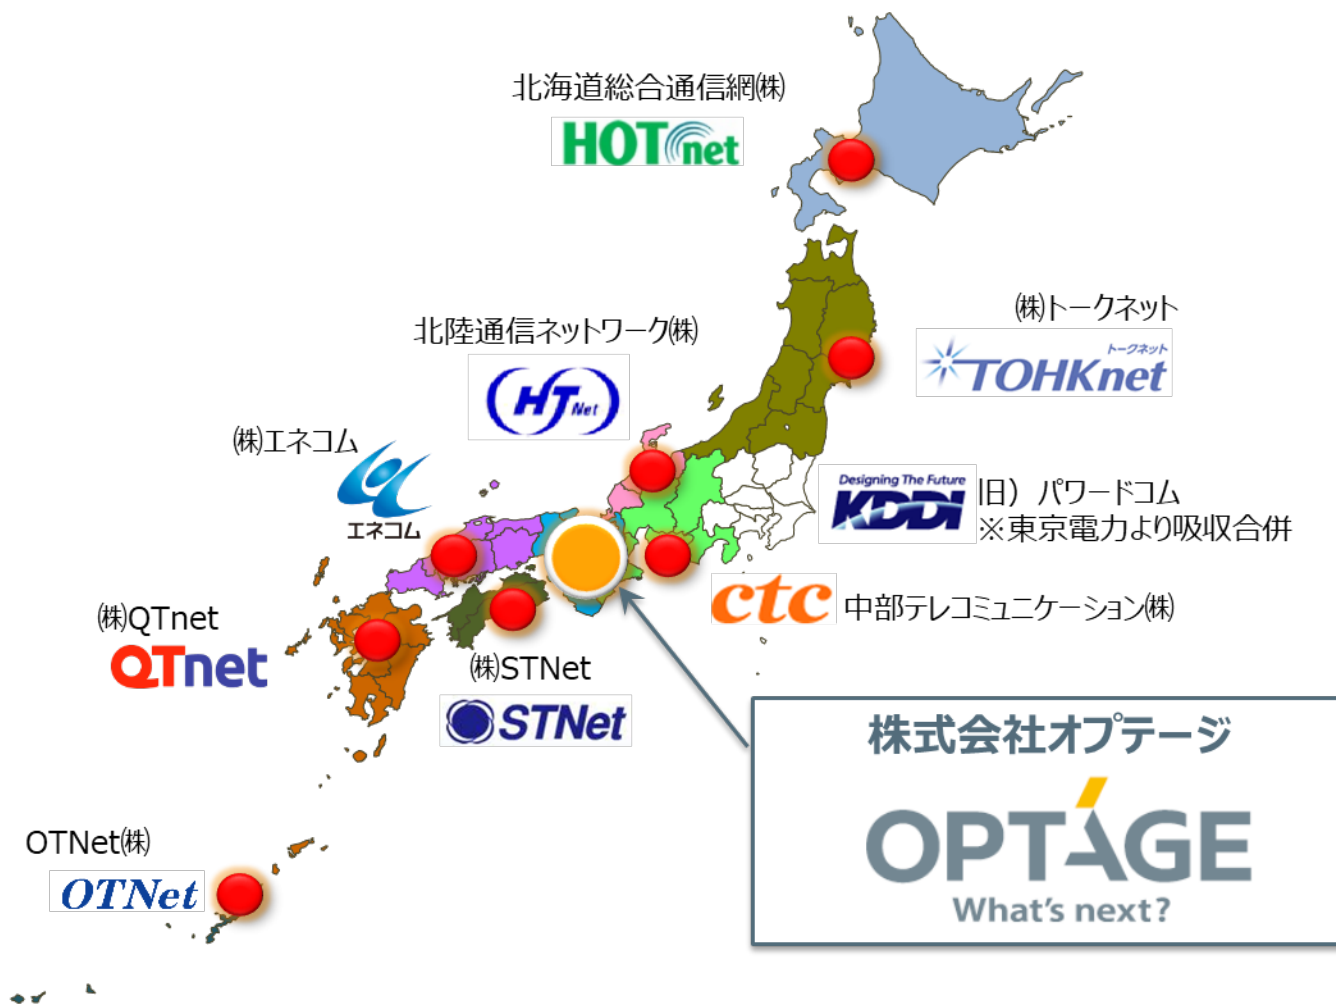 北海道総合通信網㈱
HOTnet
㈱トークネット
トークネット
TOHKnet
北陸通信ネットワーク㈱
HTNet
㈱エネコム
エネコム
Designing The Future
KDDI
旧）パワードコム
※東京電力より吸収合併
ctc
中部テレコミュニケーション㈱
㈱QTnet
QTnet
㈱STNet
STNet
株式会社オプテージ
OPTAGE
What's next?
OTNet㈱
OTNet